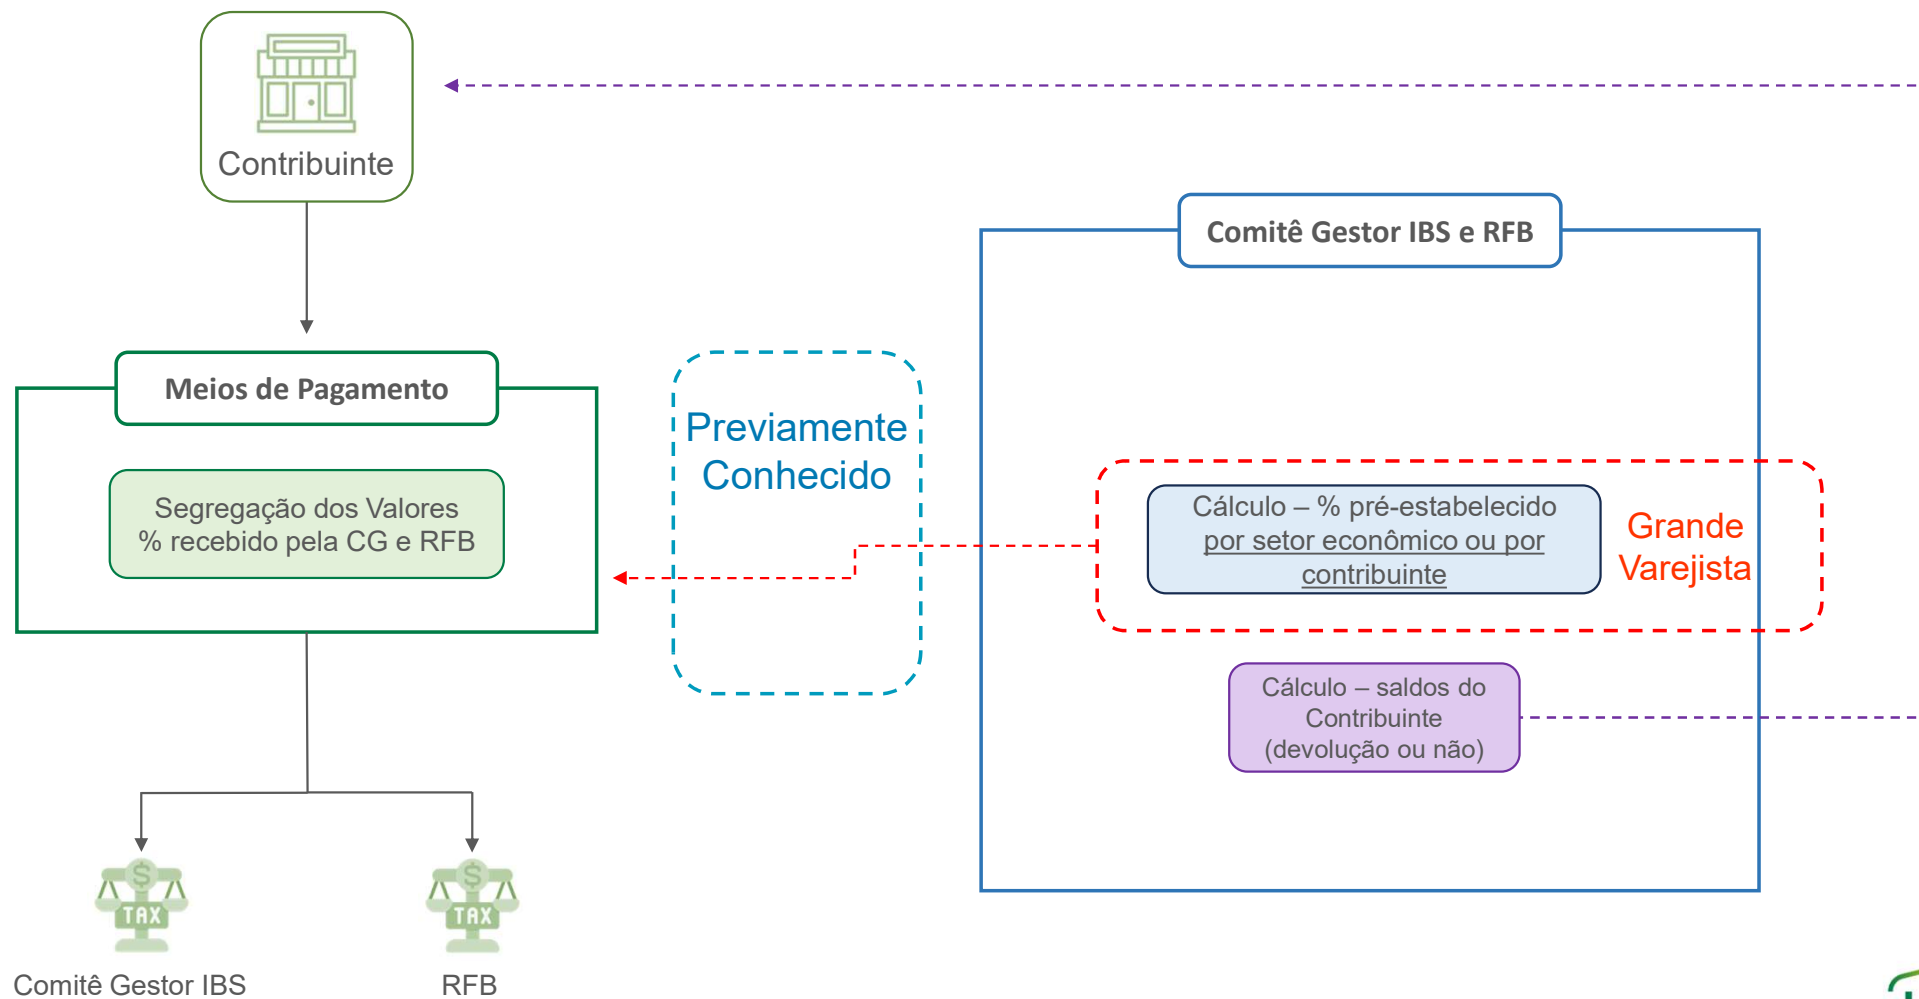 Contribuinte
Comitê Gestor IBS e RFB
Meios de Pagamento
Previamente
Conhecido
Segregação dos Valores
% recebido pela CG e RFB
Cálculo – % pré-estabelecido
por setor econômico ou por
contribuinte
Grande
Varejista
Cálculo – saldos do
Contribuinte
(devolução ou não)
$
TAX
$
TAX
Comitê Gestor IBS
RFB